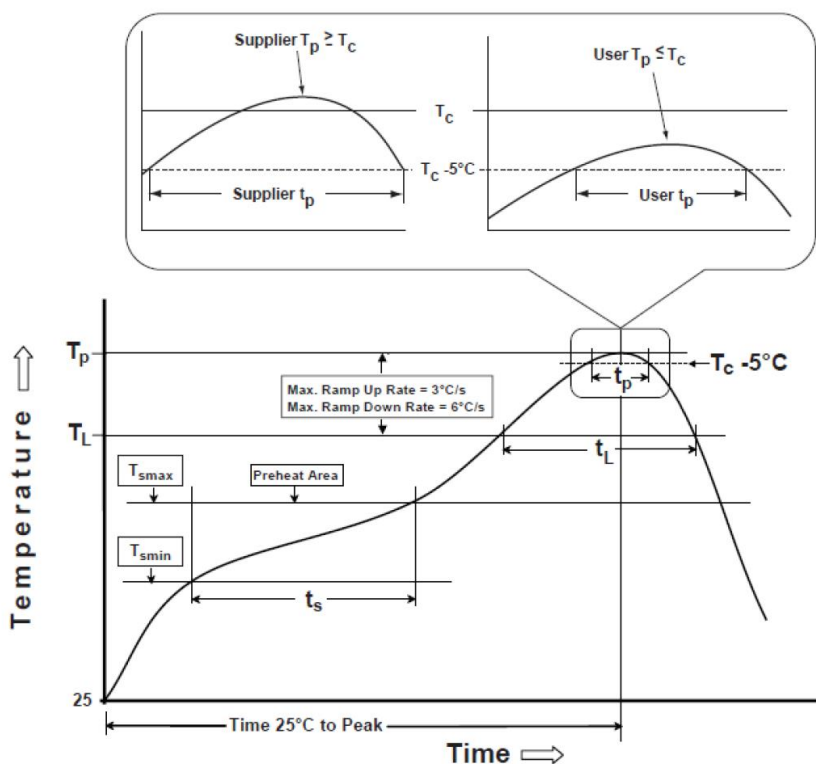 Supplier Tp ≥ Tc
User Tp ≤ Tc
Tc
Tc -5°C
Supplier tp
User tp
Tp
Tc -5°C
tp
Max. Ramp Up Rate = 3°C/s
Max. Ramp Down Rate = 6°C/s
TL
tL
Tsmax
Preheat Area
Tsmin
ts
Temperature
25
Time 25°C to Peak
Time